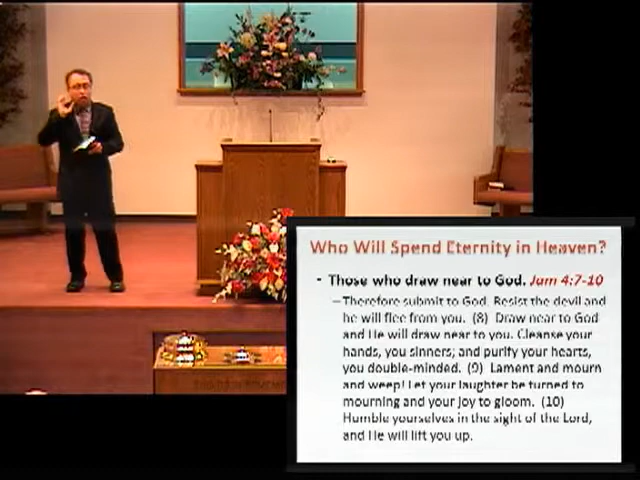 Who Will Spend Eternity in Heaven?
• Those who draw near to God. Jam 4:7-10
– Therefore submit to God. Resist the devil and
he will flee from you. (8) Draw near to God
and He will draw near to you. Cleanse your
hands, you sinners; and purify your hearts,
you double-minded. (9) Lament and mourn
and weep! Let your laughter be turned to
mourning and your joy to gloom. (10)
Humble yourselves in the sight of the Lord,
and He will lift you up.